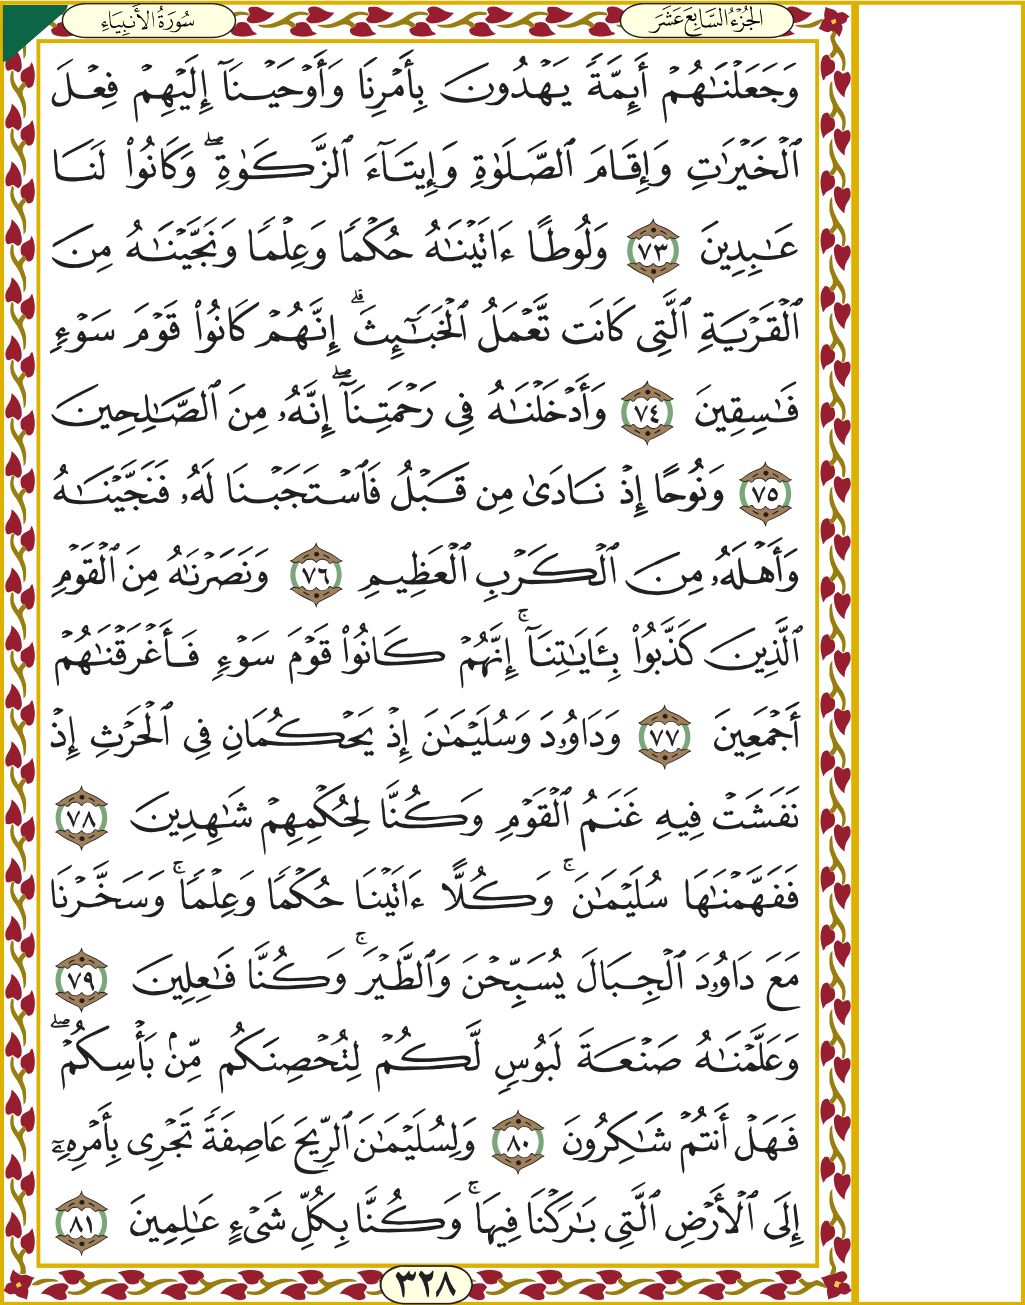 الجُزْءُ السَّابِعَ عَشَرَ
سُورَةُ الأَنبِيَاءِ
وَجَعَلْنَٰهُمْ أَئِمَّةً يَهْدُونَ بِأَمْرِنَا وَأَوْحَيْنَآ إِلَيْهِمْ فِعْلَ
ٱلْخَيْرَٰتِ وَإِقَامَ ٱلصَّلَوٰةِ وَإِيتَآءَ ٱلزَّكَوٰةِۖ وَكَانُوا۟ لَنَا
عَٰبِدِينَ ٧٣ وَلُوطًا ءَاتَيْنَٰهُ حُكْمًا وَعِلْمًا وَنَجَّيْنَٰهُ مِنَ
ٱلْقَرْيَةِ ٱلَّتِى كَانَت تَّعْمَلُ ٱلْخَبَٰٓئِثَۗ إِنَّهُمْ كَانُوا۟ قَوْمَ سَوْءٍ
فَٰسِقِينَ ٧٤ وَأَدْخَلْنَٰهُ فِى رَحْمَتِنَآۖ إِنَّهُۥ مِنَ ٱلصَّٰلِحِينَ
٧٥ وَنُوحًا إِذْ نَادَىٰ مِن قَبْلُ فَٱسْتَجَبْنَا لَهُۥ فَنَجَّيْنَٰهُ
وَأَهْلَهُۥ مِنَ ٱلْكَرْبِ ٱلْعَظِيمِ ٧٦ وَنَصَرْنَٰهُ مِنَ ٱلْقَوْمِ
ٱلَّذِينَ كَذَّبُوا۟ بِـَٔايَٰتِنَآۚ إِنَّهُمْ كَانُوا۟ قَوْمَ سَوْءٍ فَأَغْرَقْنَٰهُمْ
أَجْمَعِينَ ٧٧ وَدَاوُۥدَ وَسُلَيْمَٰنَ إِذْ يَحْكُمَانِ فِى ٱلْحَرْثِ إِذْ
نَفَشَتْ فِيهِ غَنَمُ ٱلْقَوْمِ وَكُنَّا لِحُكْمِهِمْ شَٰهِدِينَ ٧٨
فَفَهَّمْنَٰهَا سُلَيْمَٰنَۚ وَكُلًّا ءَاتَيْنَا حُكْمًا وَعِلْمًاۚ وَسَخَّرْنَا
مَعَ دَاوُۥدَ ٱلْجِبَالَ يُسَبِّحْنَ وَٱلطَّيْرَۚ وَكُنَّا فَٰعِلِينَ ٧٩
وَعَلَّمْنَٰهُ صَنْعَةَ لَبُوسٍ لَّكُمْ لِتُحْصِنَكُم مِّنۢ بَأْسِكُمْۖ
فَهَلْ أَنتُمْ شَٰكِرُونَ ٨٠ وَلِسُلَيْمَٰنَ ٱلرِّيحَ عَاصِفَةً تَجْرِى بِأَمْرِهِۦٓ
إِلَى ٱلْأَرْضِ ٱلَّتِى بَٰرَكْنَا فِيهَاۚ وَكُنَّا بِكُلِّ شَىْءٍ عَٰلِمِينَ ٨١
٣٢٨